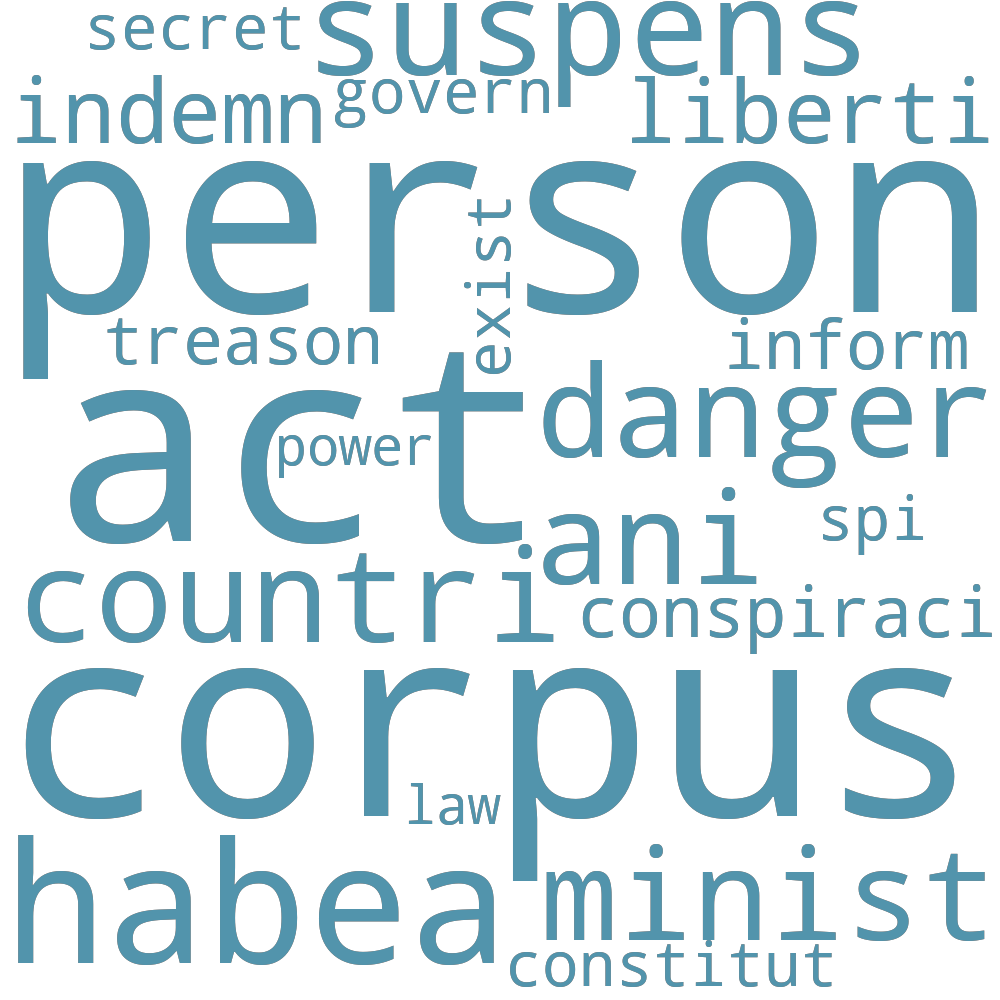 secret
suspens
indemn
govern
liberti
person
exist
treason
inform
act
danger
power
ani
spi
countri
conspiraci
corpus
law
habea
minist
constitut